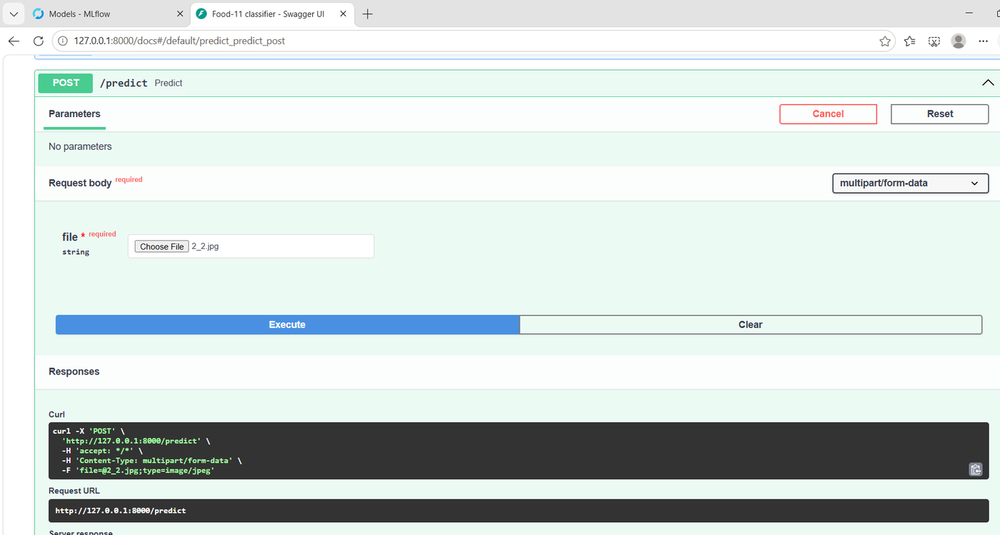 Models - MLflow
Food-11 classifier - Swagger UI
127.0.0.1:8000/docs#/default/predict_predict_post
POST /predict Predict
Parameters Cancel Reset
No parameters
Request body required multipart/form-data
file * required
string
Choose File 2_2.jpg
Execute Clear
Responses
Curl
curl -X 'POST' \
'http://127.0.0.1:8000/predict' \
-H 'accept: */*' \
-H 'Content-Type: multipart/form-data' \
-F 'file=@2_2.jpg;type=image/jpeg'
Request URL
http://127.0.0.1:8000/predict
Server response